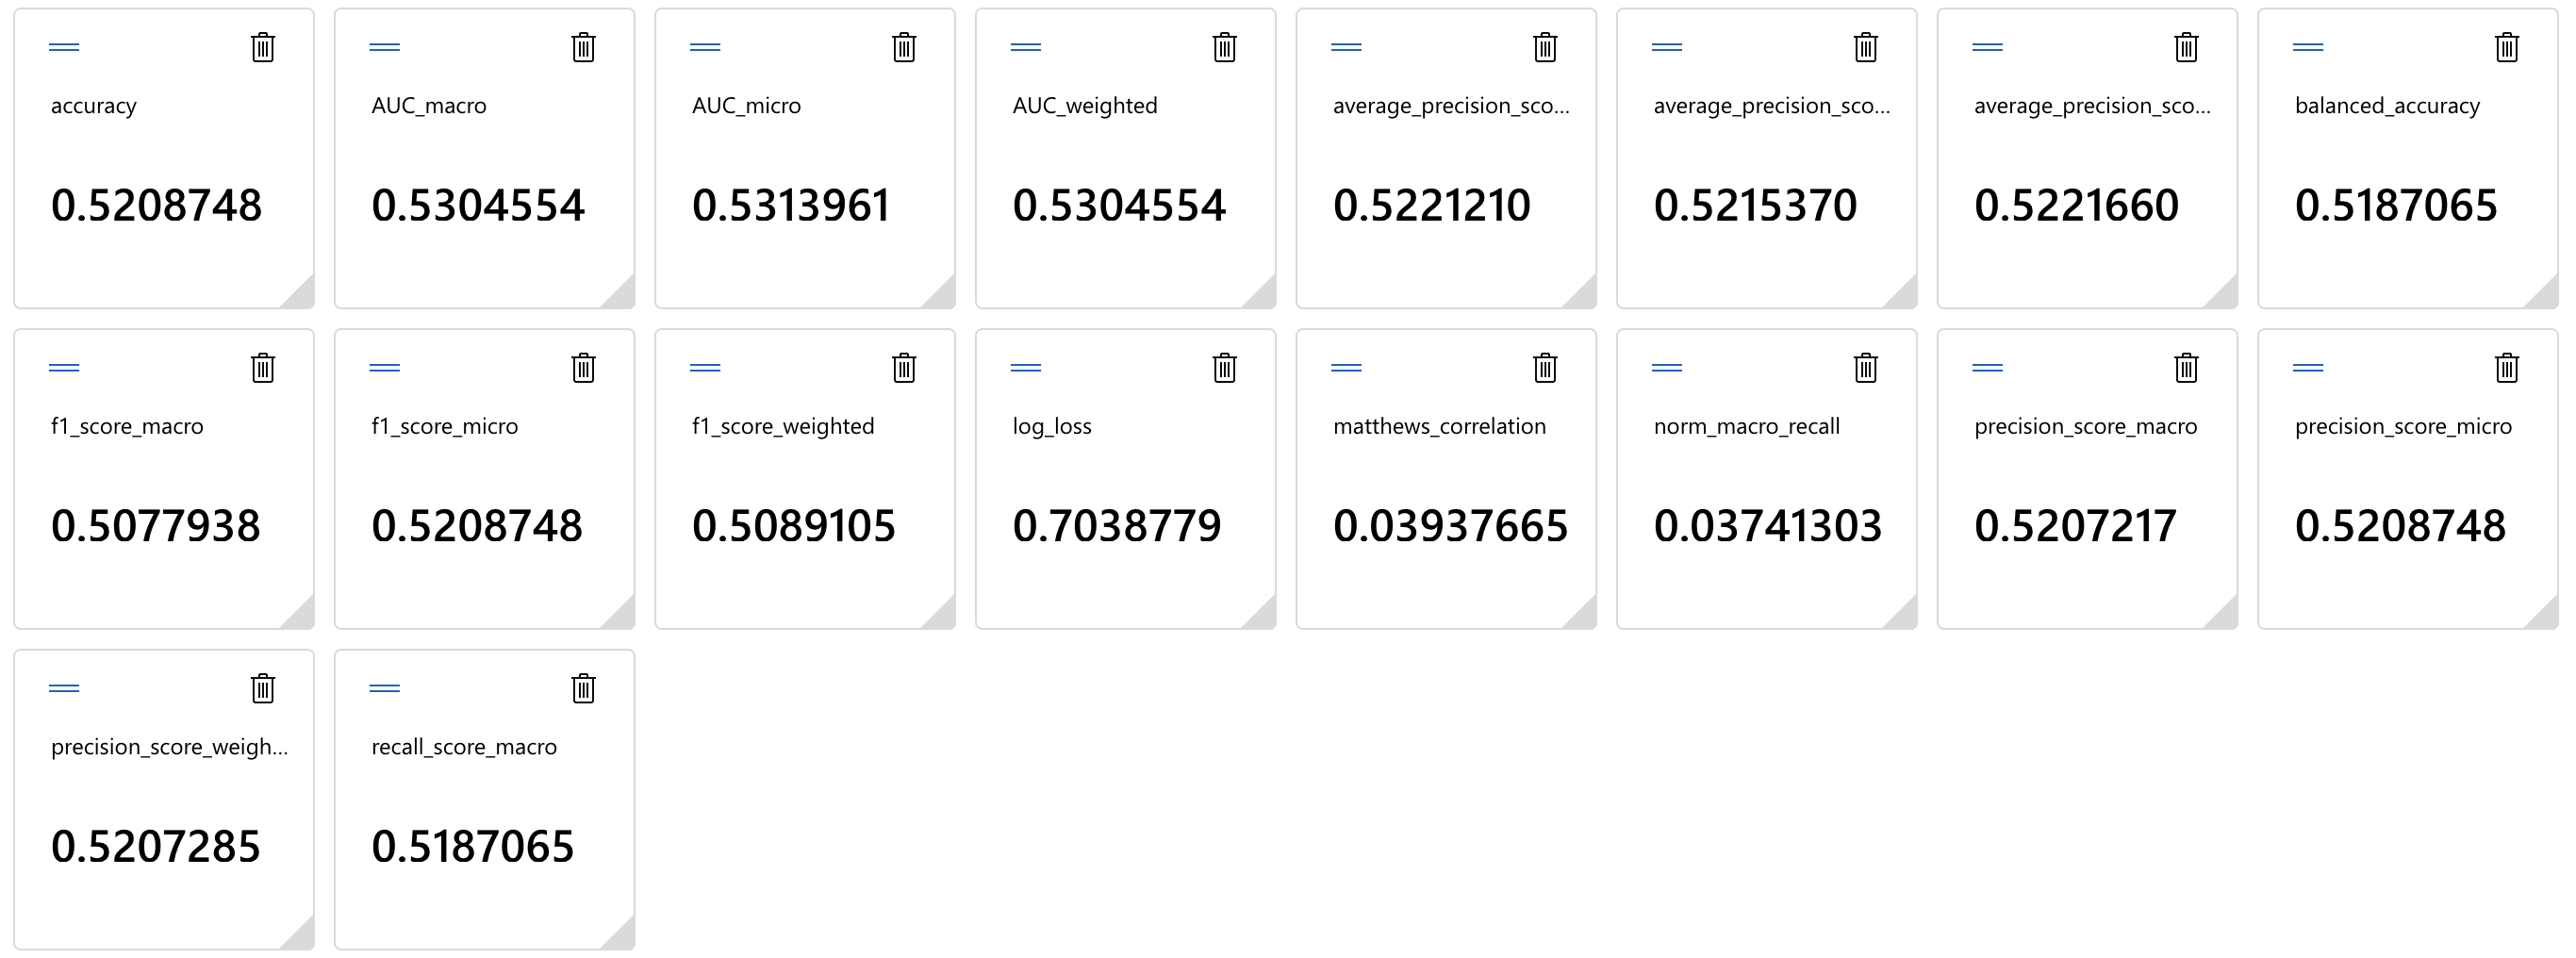 accuracy
0.5208748
AUC_macro
0.5304554
AUC_micro
0.5313961
AUC_weighted
0.5304554
average_precision_sco...
0.5221210
average_precision_sco...
0.5215370
average_precision_sco...
0.5221660
balanced_accuracy
0.5187065
f1_score_macro
0.5077938
f1_score_micro
0.5208748
f1_score_weighted
0.5089105
log_loss
0.7038779
matthews_correlation
0.03937665
norm_macro_recall
0.03741303
precision_score_macro
0.5207217
precision_score_micro
0.5208748
precision_score_weigh...
0.5207285
recall_score_macro
0.5187065